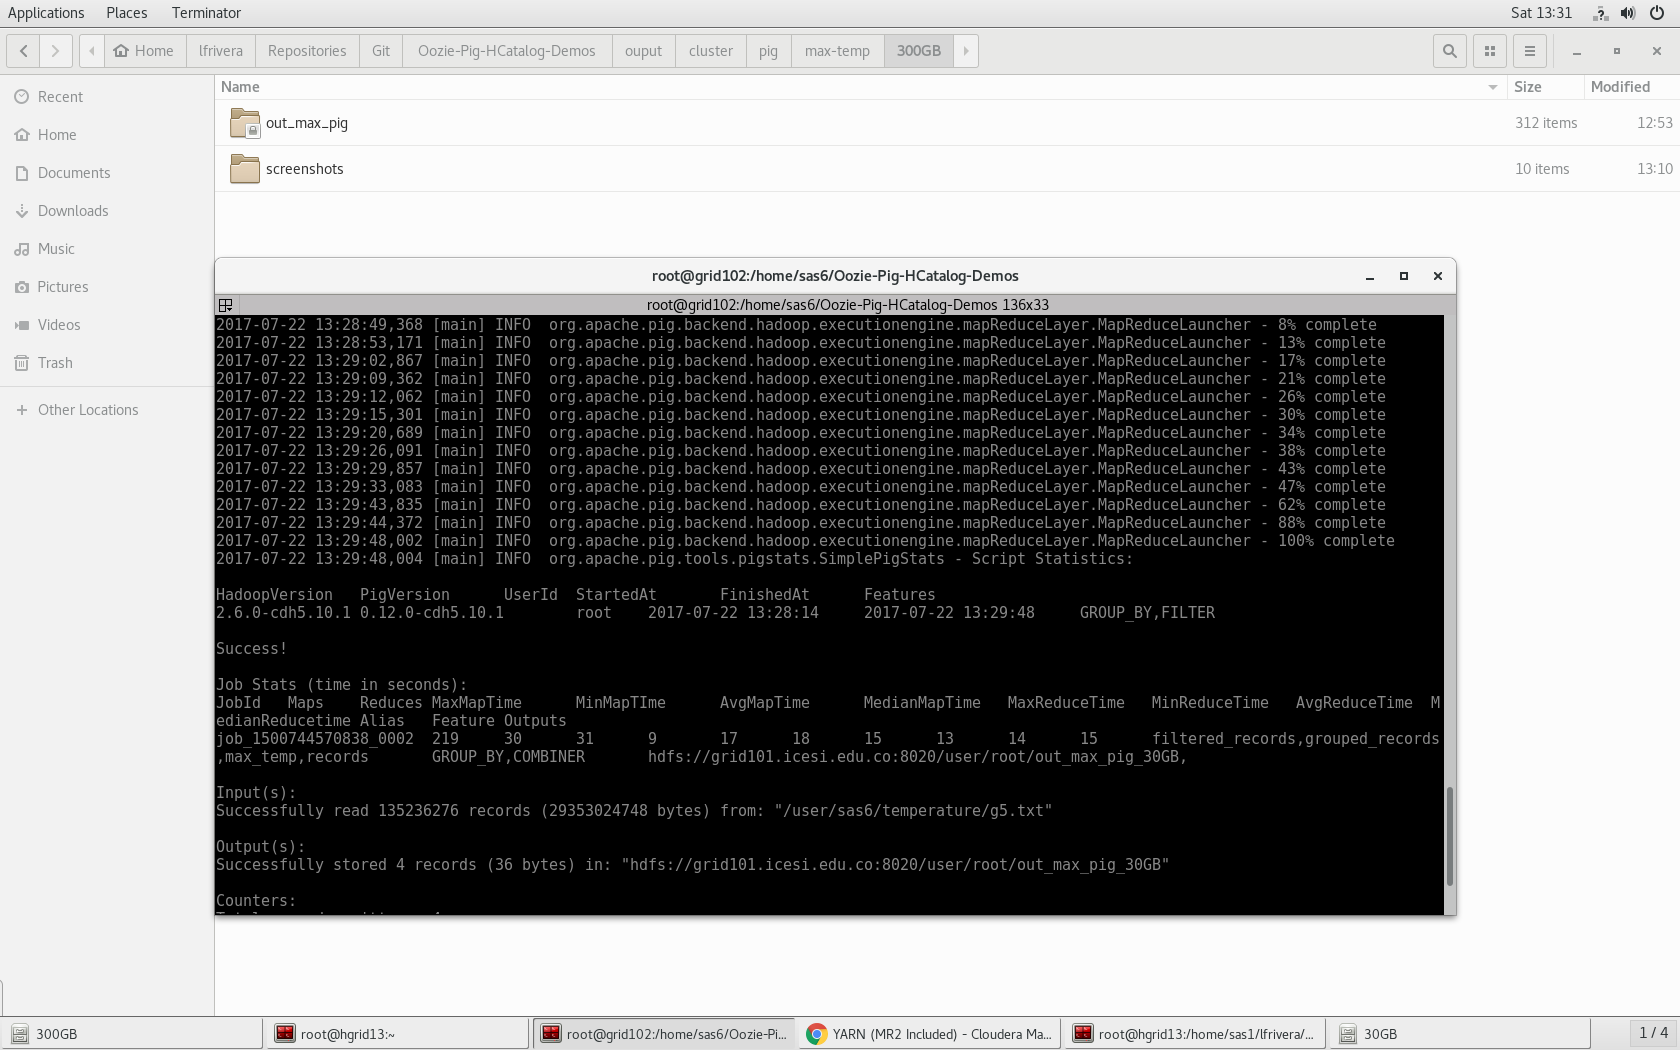 Applications Places Terminator Sat 13:31
Home lfrivera Repositories Git Oozie-Pig-HCatalog-Demos ouput cluster pig max-temp 300GB
Name Size Modified
Recent
Home
Documents
Downloads
Music
Pictures
Videos
Trash
Other Locations
out_max_pig 312 items 12:53
screenshots 10 items 13:10
root@grid102:/home/sas6/Oozie-Pig-HCatalog-Demos
root@grid102:/home/sas6/Oozie-Pig-HCatalog-Demos 136x33
2017-07-22 13:28:49,368 [main] INFO  org.apache.pig.backend.hadoop.executionengine.mapReduceLayer.MapReduceLauncher - 8% complete
2017-07-22 13:28:53,171 [main] INFO  org.apache.pig.backend.hadoop.executionengine.mapReduceLayer.MapReduceLauncher - 13% complete
2017-07-22 13:29:02,867 [main] INFO  org.apache.pig.backend.hadoop.executionengine.mapReduceLayer.MapReduceLauncher - 17% complete
2017-07-22 13:29:09,362 [main] INFO  org.apache.pig.backend.hadoop.executionengine.mapReduceLayer.MapReduceLauncher - 21% complete
2017-07-22 13:29:12,062 [main] INFO  org.apache.pig.backend.hadoop.executionengine.mapReduceLayer.MapReduceLauncher - 26% complete
2017-07-22 13:29:15,301 [main] INFO  org.apache.pig.backend.hadoop.executionengine.mapReduceLayer.MapReduceLauncher - 30% complete
2017-07-22 13:29:20,689 [main] INFO  org.apache.pig.backend.hadoop.executionengine.mapReduceLayer.MapReduceLauncher - 34% complete
2017-07-22 13:29:26,091 [main] INFO  org.apache.pig.backend.hadoop.executionengine.mapReduceLayer.MapReduceLauncher - 38% complete
2017-07-22 13:29:29,857 [main] INFO  org.apache.pig.backend.hadoop.executionengine.mapReduceLayer.MapReduceLauncher - 43% complete
2017-07-22 13:29:33,083 [main] INFO  org.apache.pig.backend.hadoop.executionengine.mapReduceLayer.MapReduceLauncher - 47% complete
2017-07-22 13:29:43,835 [main] INFO  org.apache.pig.backend.hadoop.executionengine.mapReduceLayer.MapReduceLauncher - 62% complete
2017-07-22 13:29:44,372 [main] INFO  org.apache.pig.backend.hadoop.executionengine.mapReduceLayer.MapReduceLauncher - 88% complete
2017-07-22 13:29:48,002 [main] INFO  org.apache.pig.backend.hadoop.executionengine.mapReduceLayer.MapReduceLauncher - 100% complete
2017-07-22 13:29:48,004 [main] INFO  org.apache.pig.tools.pigstats.SimplePigStats - Script Statistics:
HadoopVersion PigVersion UserId StartedAt FinishedAt Features
2.6.0-cdh5.10.1 0.12.0-cdh5.10.1 root 2017-07-22 13:28:14 2017-07-22 13:29:48 GROUP_BY,FILTER
Success!
Job Stats (time in seconds):
JobId Maps Reduces MaxMapTime MinMapTIme AvgMapTime MedianMapTime MaxReduceTime MinReduceTime AvgReduceTime M
edianReducetime Alias Feature Outputs
job_1500744570838_0002 219 30 31 9 17 18 15 13 14 15 filtered_records,grouped_records
,max_temp,records GROUP_BY,COMBINER hdfs://grid101.icesi.edu.co:8020/user/root/out_max_pig_30GB,
Input(s):
Successfully read 135236276 records (29353024748 bytes) from: "/user/sas6/temperature/g5.txt"
Output(s):
Successfully stored 4 records (36 bytes) in: "hdfs://grid101.icesi.edu.co:8020/user/root/out_max_pig_30GB"
Counters:
300GB root@hgrid13:~ root@grid102:/home/sas6/Oozie-Pi... YARN (MR2 Included) - Cloudera Ma... root@hgrid13:/home/sas1/lfrivera/... 30GB 1 / 4